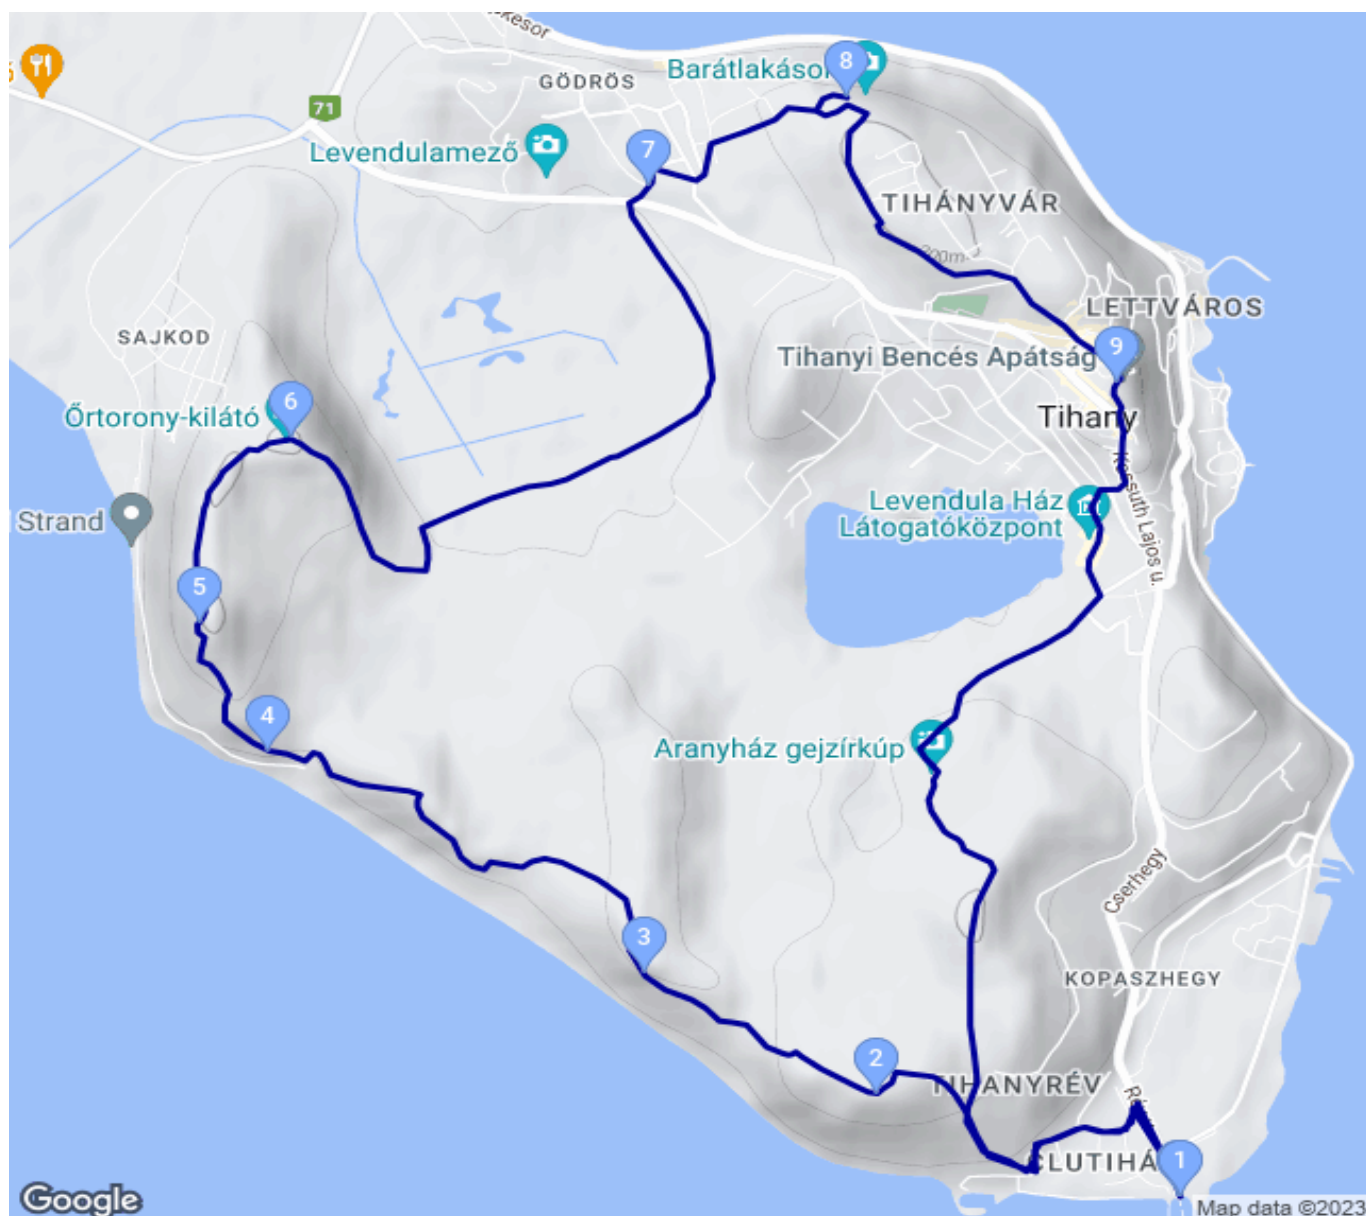 GÖDRÖS
Barátlakások
8
71
Levendulamező
7
TIHÁNYVÁR
200m
LETTVÁROS
SAJKOD
Tihanyi Bencés Apátság
9
Őrtorony-kilátó
6
Tihany
Kossuth Lajos u.
Strand
Levendula Ház
Látogatóközpont
5
4
Aranyház gejzírkúp
Cserhegy
3
KOPASZHEGY
2
TIHANYRÉV
CLUTIHÁ
1
Google
Map data ©2023